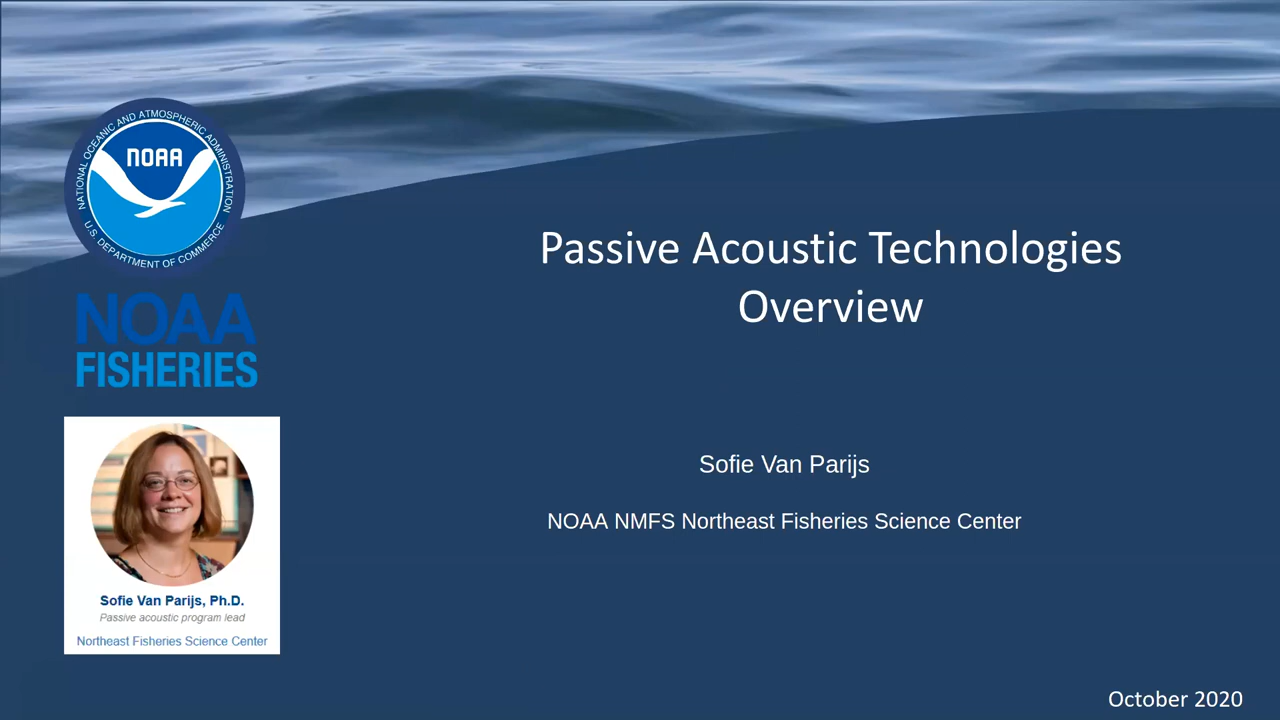 NATIONAL OCEANIC AND ATMOSPHERIC ADMINISTRATION
NOAA
U.S. DEPARTMENT OF COMMERCE
NOAA
FISHERIES
Passive Acoustic Technologies
Overview
Sofie Van Parijs
NOAA NMFS Northeast Fisheries Science Center
Sofie Van Parijs, Ph.D.
Passive acoustic program lead
Northeast Fisheries Science Center
October 2020